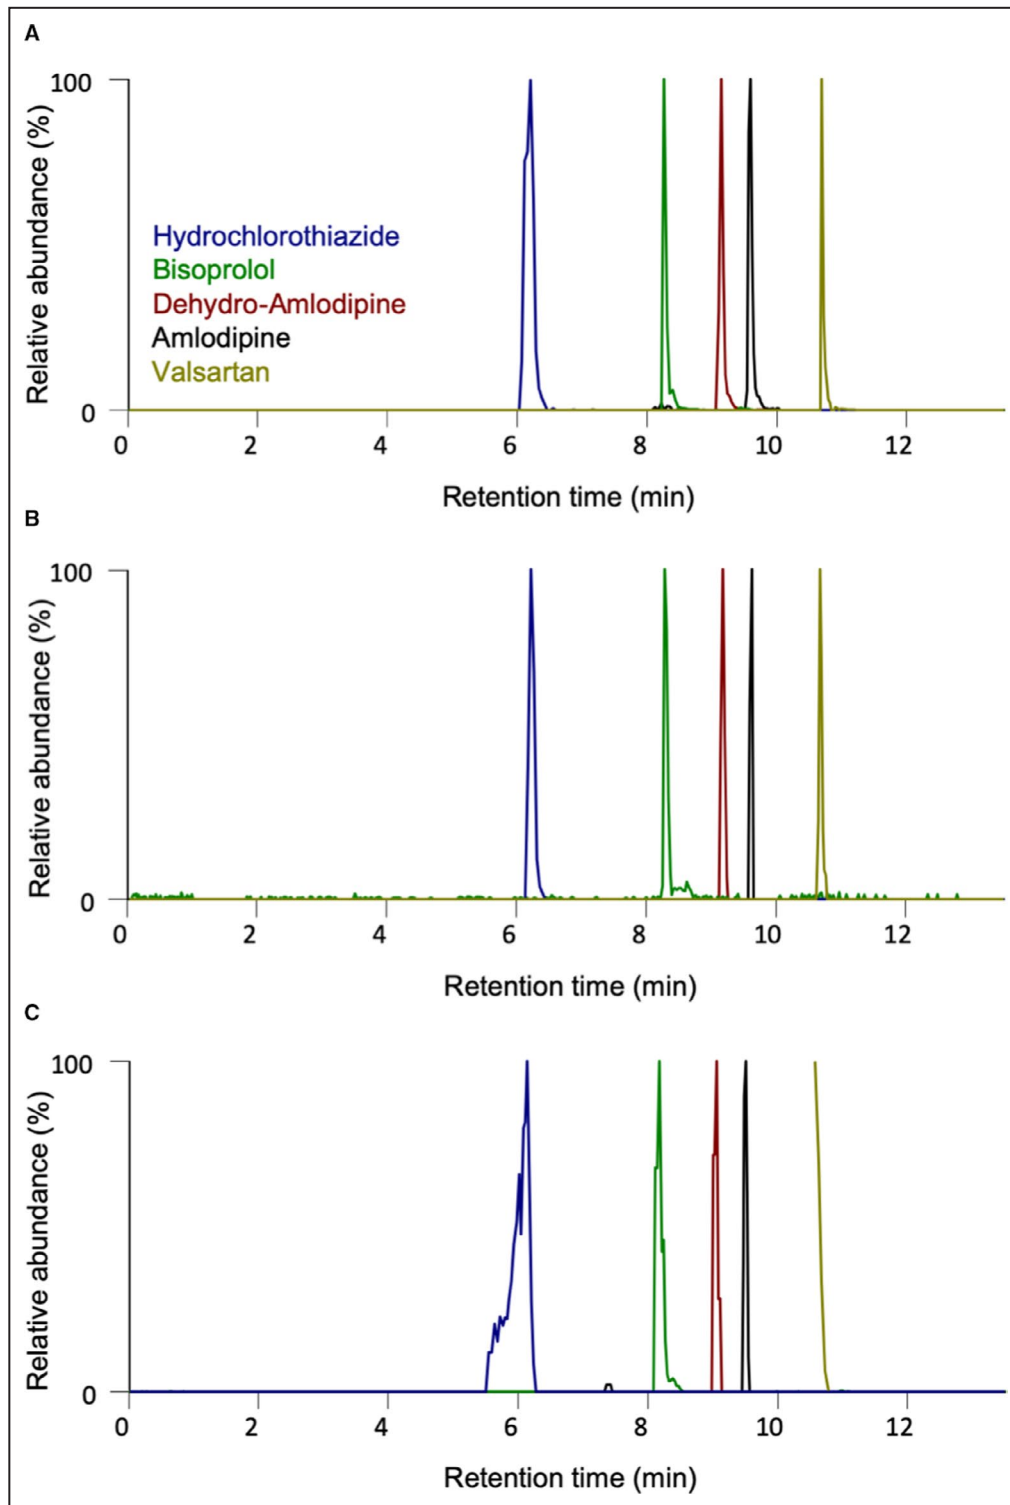 A
Relative abundance (%)
100
Hydrochlorothiazide
Bisoprolol
Dehydro-Amlodipine
Amlodipine
Valsartan
0
0 2 4 6 8 10 12
Retention time (min)
B
Relative abundance (%)
100
0
0 2 4 6 8 10 12
Retention time (min)
C
Relative abundance (%)
100
0
0 2 4 6 8 10 12
Retention time (min)